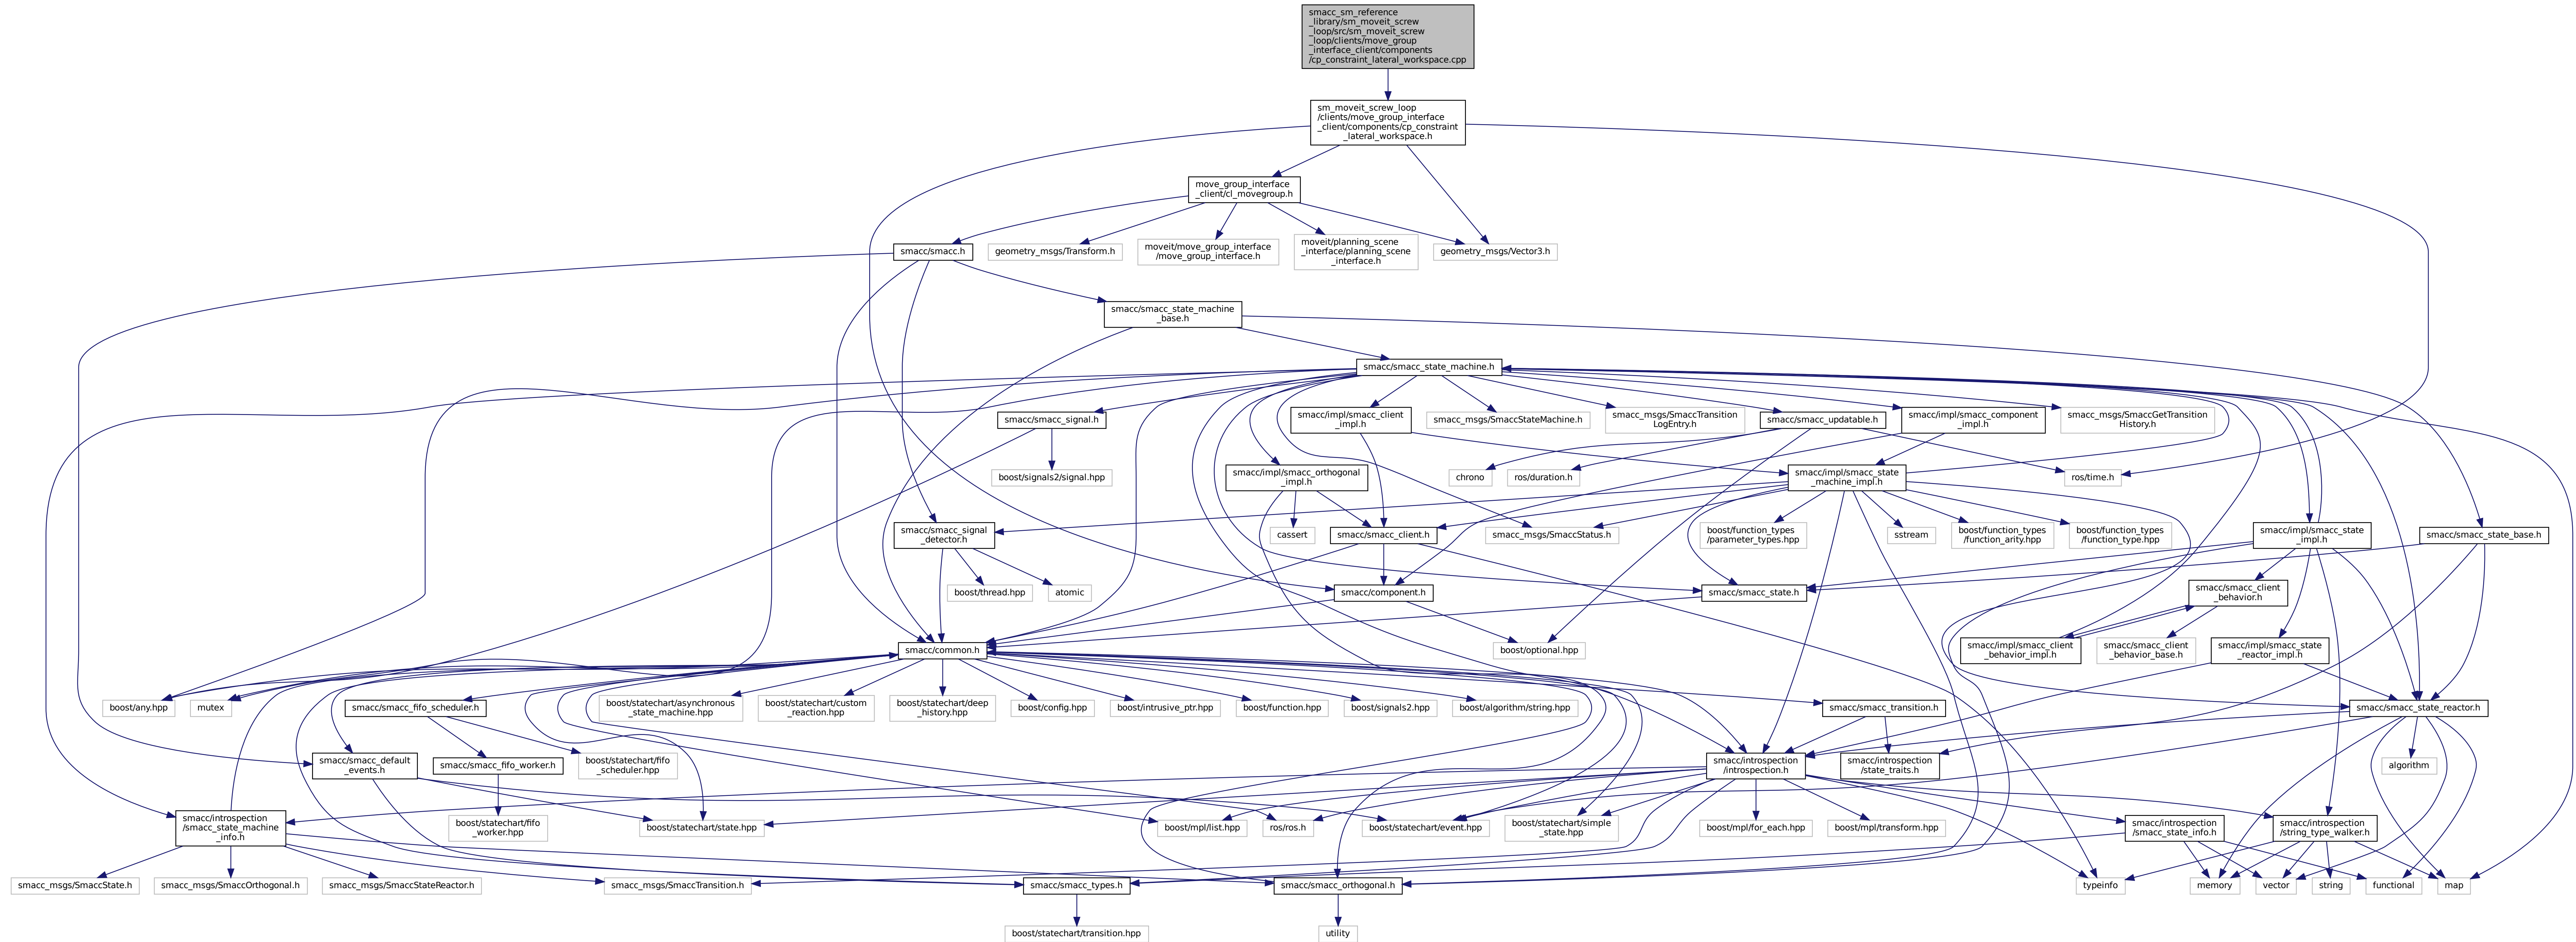 smacc_sm_reference
_library/sm_moveit_screw
_loop/src/sm_moveit_screw
_loop/clients/move_group
_interface_client/components
/cp_constraint_lateral_workspace.cpp
sm_moveit_screw_loop
/clients/move_group_interface
_client/components/cp_constraint
_lateral_workspace.h
move_group_interface
_client/cl_movegroup.h
smacc/smacc.h
geometry_msgs/Transform.h
moveit/move_group_interface
/move_group_interface.h
moveit/planning_scene
_interface/planning_scene
_interface.h
geometry_msgs/Vector3.h
smacc/smacc_state_machine
_base.h
smacc/smacc_state_machine.h
smacc/smacc_signal.h
smacc/impl/smacc_client
_impl.h
smacc_msgs/SmaccStateMachine.h
smacc_msgs/SmaccTransition
LogEntry.h
smacc/smacc_updatable.h
smacc/impl/smacc_component
_impl.h
smacc_msgs/SmaccGetTransition
History.h
boost/signals2/signal.hpp
smacc/impl/smacc_orthogonal
_impl.h
chrono
ros/duration.h
smacc/impl/smacc_state
_machine_impl.h
ros/time.h
smacc/smacc_signal
_detector.h
cassert
smacc/smacc_client.h
smacc_msgs/SmaccStatus.h
boost/function_types
/parameter_types.hpp
sstream
boost/function_types
/function_arity.hpp
boost/function_types
/function_type.hpp
smacc/impl/smacc_state
_impl.h
smacc/smacc_state_base.h
boost/thread.hpp
atomic
smacc/component.h
smacc/smacc_state.h
smacc/smacc_client
_behavior.h
smacc/common.h
boost/optional.hpp
smacc/impl/smacc_client
_behavior_impl.h
smacc/smacc_client
_behavior_base.h
smacc/impl/smacc_state
_reactor_impl.h
boost/any.hpp
mutex
smacc/smacc_fifo_scheduler.h
boost/statechart/asynchronous
_state_machine.hpp
boost/statechart/custom
_reaction.hpp
boost/statechart/deep
_history.hpp
boost/config.hpp
boost/intrusive_ptr.hpp
boost/function.hpp
boost/signals2.hpp
boost/algorithm/string.hpp
smacc/smacc_transition.h
smacc/smacc_state_reactor.h
smacc/smacc_default
_events.h
smacc/smacc_fifo_worker.h
boost/statechart/fifo
_scheduler.hpp
smacc/introspection
/introspection.h
smacc/introspection
/state_traits.h
algorithm
smacc/introspection
/smacc_state_machine
_info.h
boost/statechart/fifo
_worker.hpp
boost/statechart/state.hpp
boost/mpl/list.hpp
ros/ros.h
boost/statechart/event.hpp
boost/statechart/simple
_state.hpp
boost/mpl/for_each.hpp
boost/mpl/transform.hpp
smacc/introspection
/smacc_state_info.h
smacc/introspection
/string_type_walker.h
smacc_msgs/SmaccState.h
smacc_msgs/SmaccOrthogonal.h
smacc_msgs/SmaccStateReactor.h
smacc_msgs/SmaccTransition.h
smacc/smacc_types.h
smacc/smacc_orthogonal.h
typeinfo
memory
vector
string
functional
map
boost/statechart/transition.hpp
utility